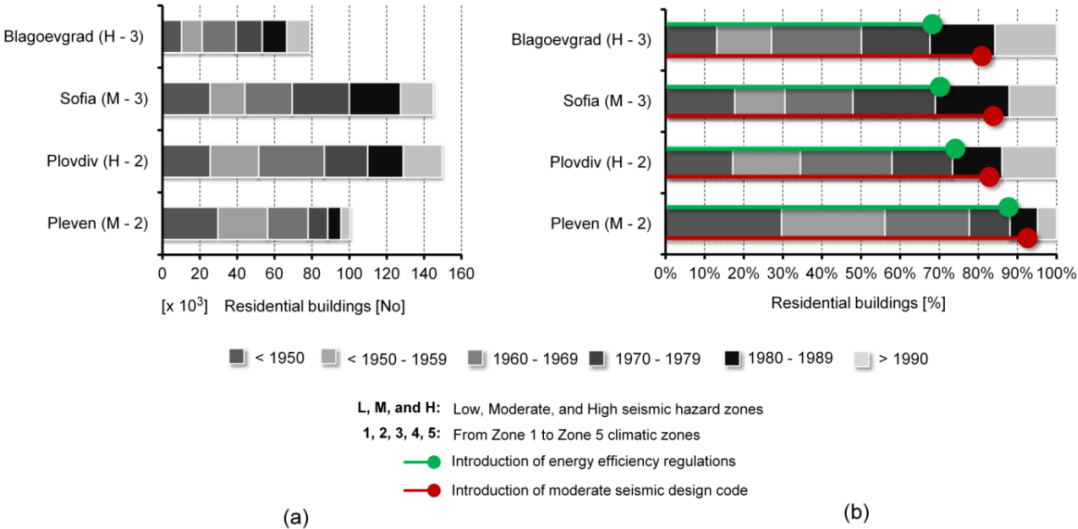 Blagoevgrad (H - 3)
Sofia (M - 3)
Plovdiv (H - 2)
Pleven (M - 2)
0 20 40 60 80 100 120 140 160
[x 10³] Residential buildings [No]
Blagoevgrad (H - 3)
Sofia (M - 3)
Plovdiv (H - 2)
Pleven (M - 2)
0% 10% 20% 30% 40% 50% 60% 70% 80% 90% 100%
Residential buildings [%]
< 1950 < 1950 - 1959 1960 - 1969 1970 - 1979 1980 - 1989 > 1990
L, M, and H: Low, Moderate, and High seismic hazard zones
1, 2, 3, 4, 5: From Zone 1 to Zone 5 climatic zones
Introduction of energy efficiency regulations
Introduction of moderate seismic design code
(a) (b)